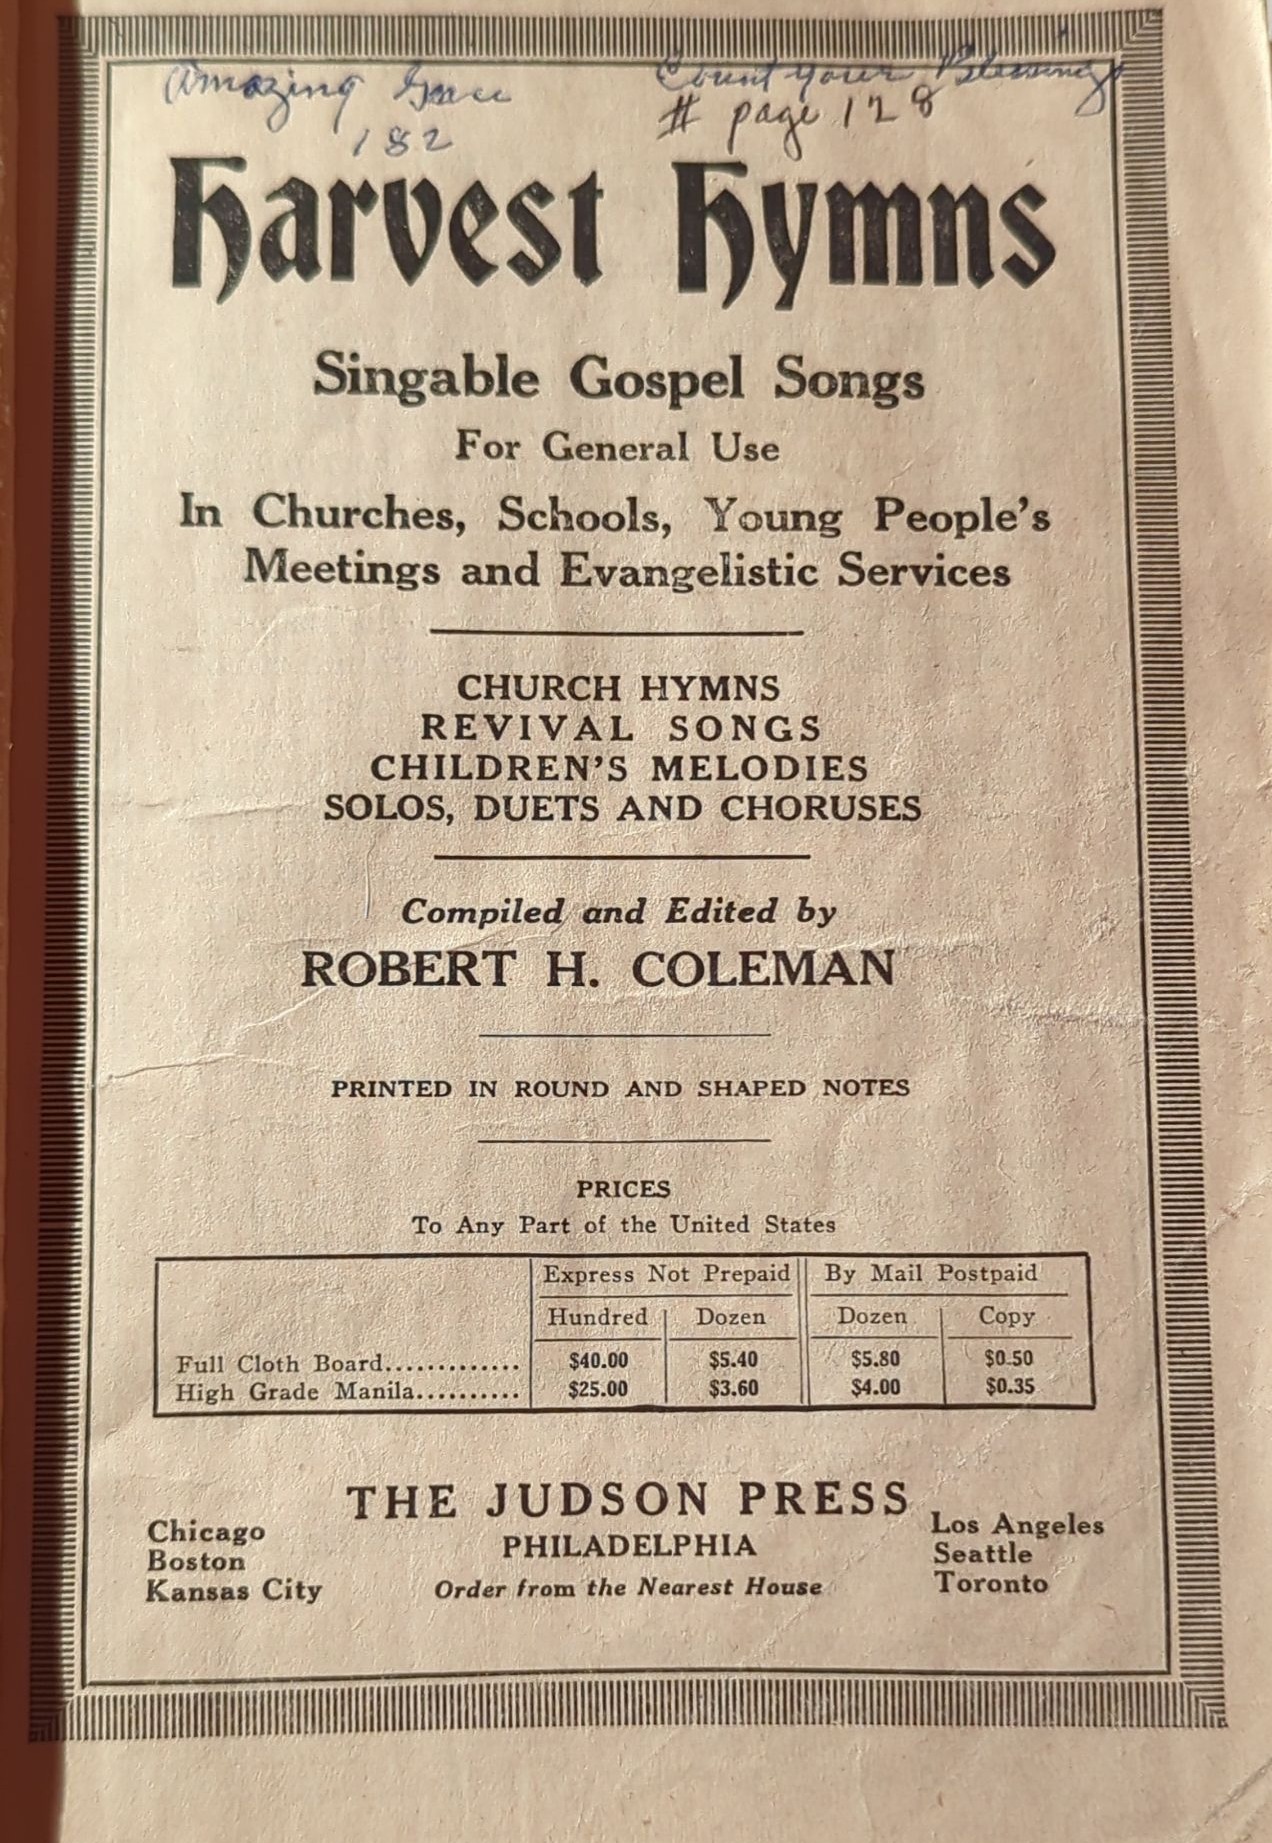 Amazing Grace
182
Count your Blessings
# page 128
Harvest Hymns
Singable Gospel Songs
For General Use
In Churches, Schools, Young People's
Meetings and Evangelistic Services
CHURCH HYMNS
REVIVAL SONGS
CHILDREN'S MELODIES
SOLOS, DUETS AND CHORUSES
Compiled and Edited by
ROBERT H. COLEMAN
PRINTED IN ROUND AND SHAPED NOTES
PRICES
To Any Part of the United States
Express Not Prepaid By Mail Postpaid
Hundred Dozen Dozen Copy
Full Cloth Board............. $40.00 $5.40 $5.80 $0.50
High Grade Manila.......... $25.00 $3.60 $4.00 $0.35
THE JUDSON PRESS
PHILADELPHIA
Order from the Nearest House
Chicago
Boston
Kansas City
Los Angeles
Seattle
Toronto